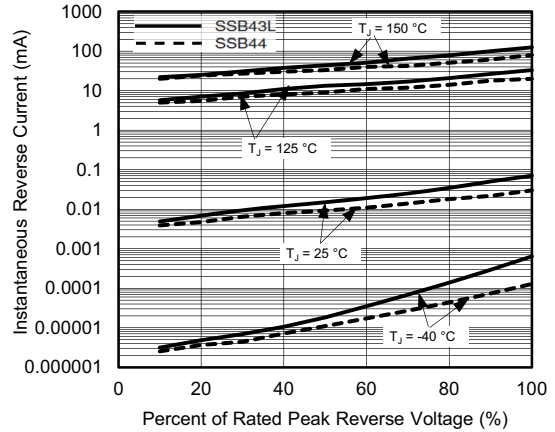 1000
100
10
1
0.1
0.01
0.001
0.0001
0.00001
0.000001
Instantaneous Reverse Current (mA)
SSB43L
SSB44
TJ = 150 °C
TJ = 125 °C
TJ = 25 °C
TJ = -40 °C
0 20 40 60 80 100
Percent of Rated Peak Reverse Voltage (%)